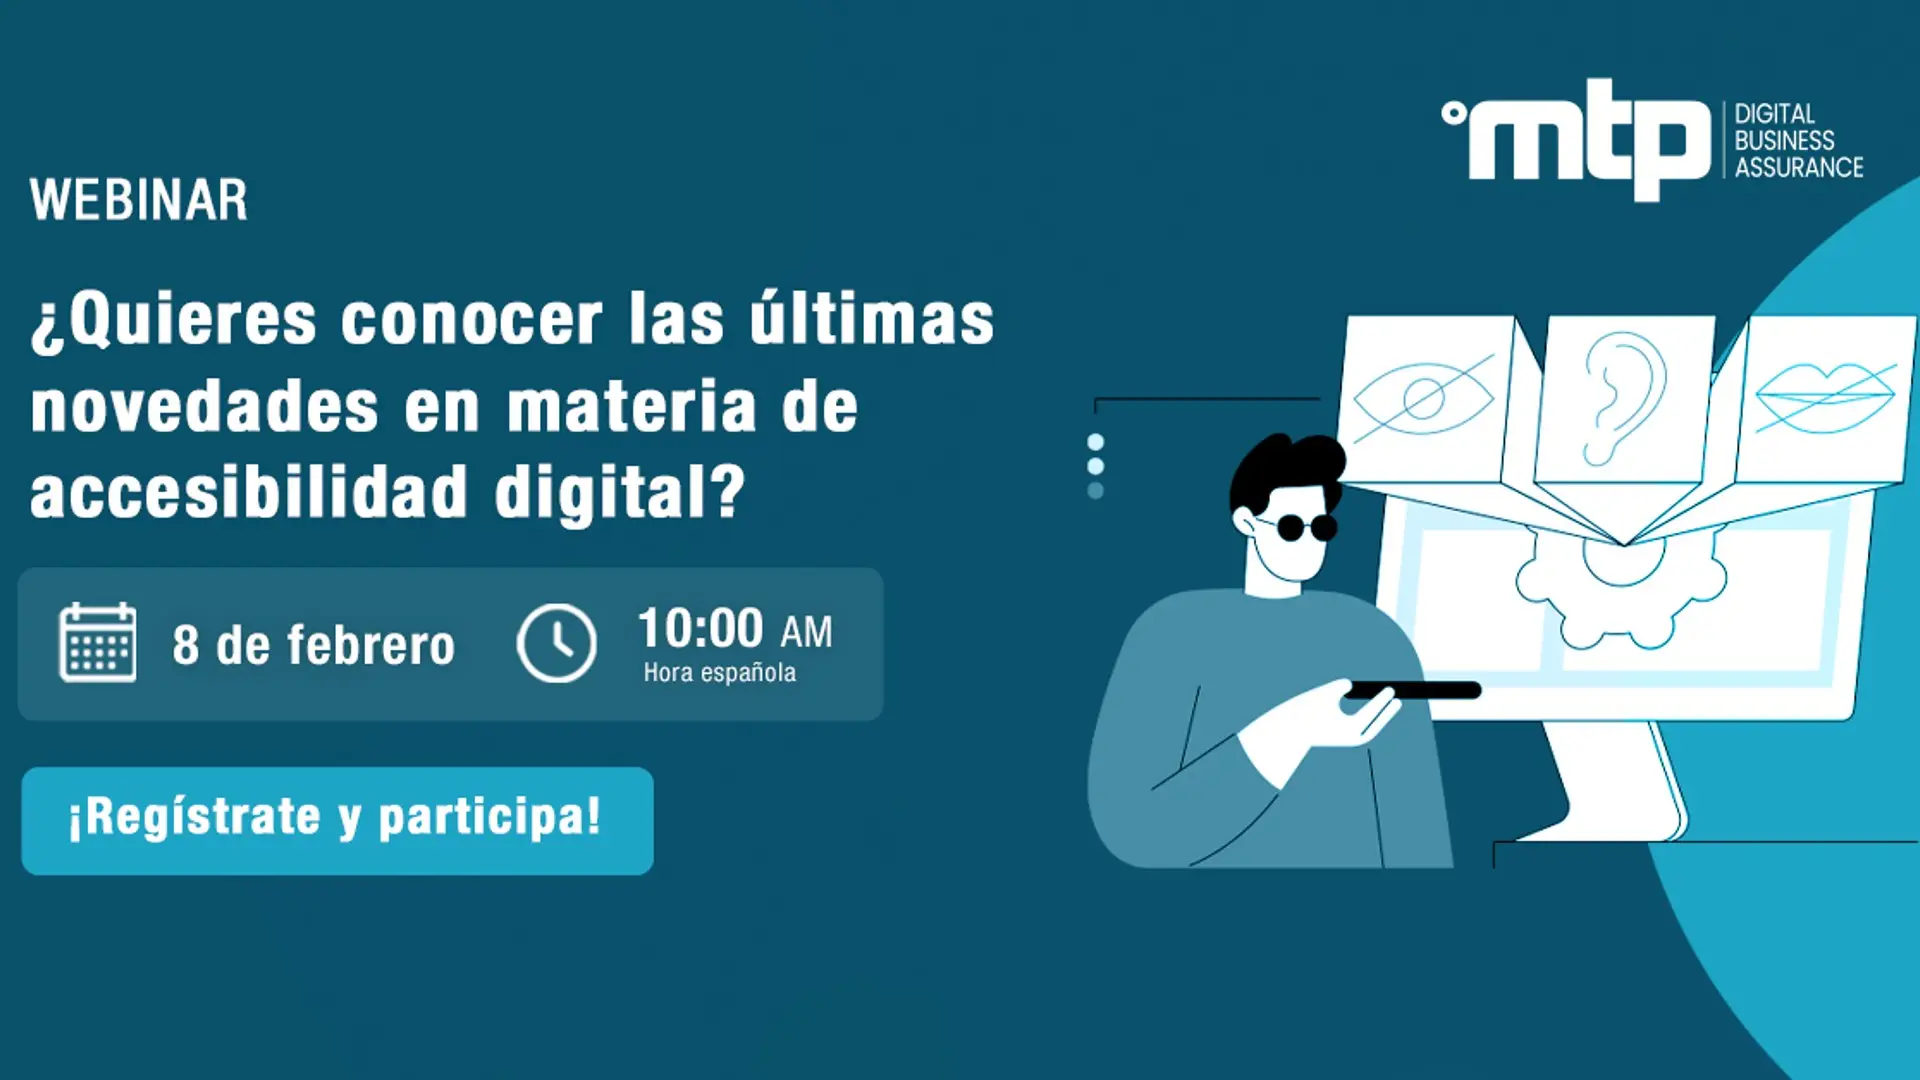 mtp
DIGITAL
BUSINESS
ASSURANCE
WEBINAR
¿Quieres conocer las últimas
novedades en materia de
accesibilidad digital?
8 de febrero
10:00 AM
Hora española
¡Regístrate y participa!